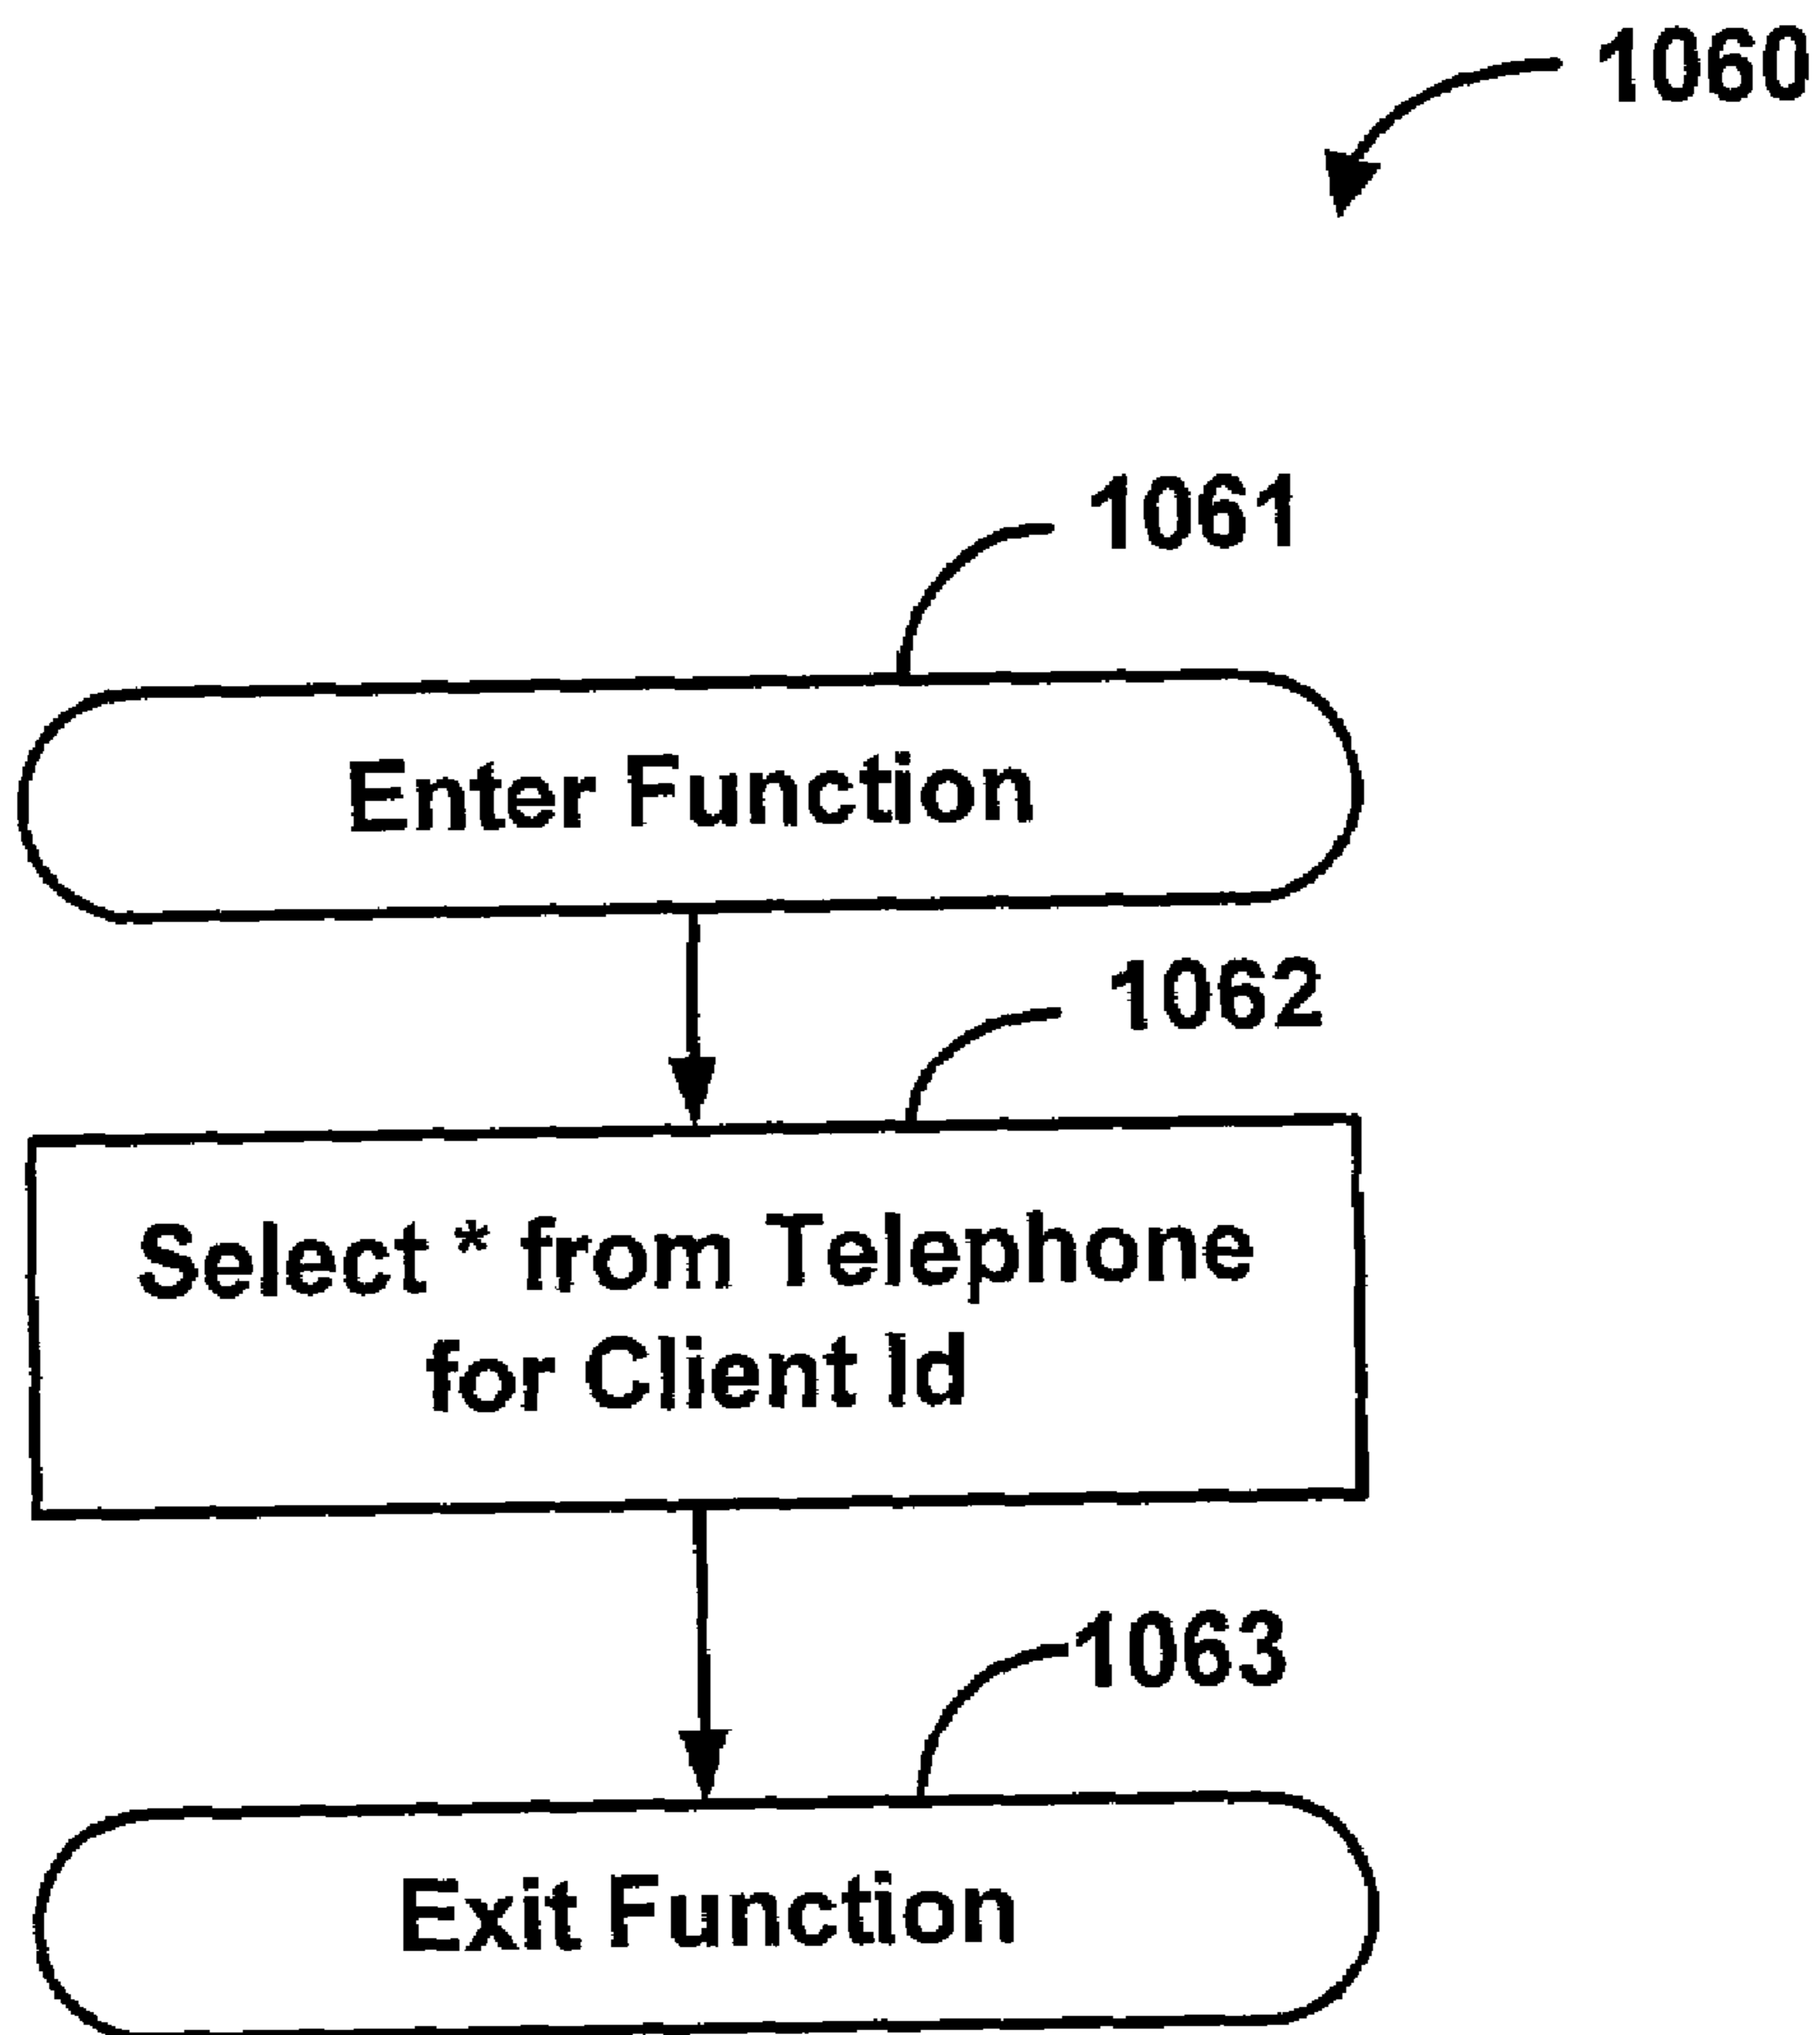 1060
1061
Enter Function
1062
Select * from Telephone
for Client Id
1063
Exit Function